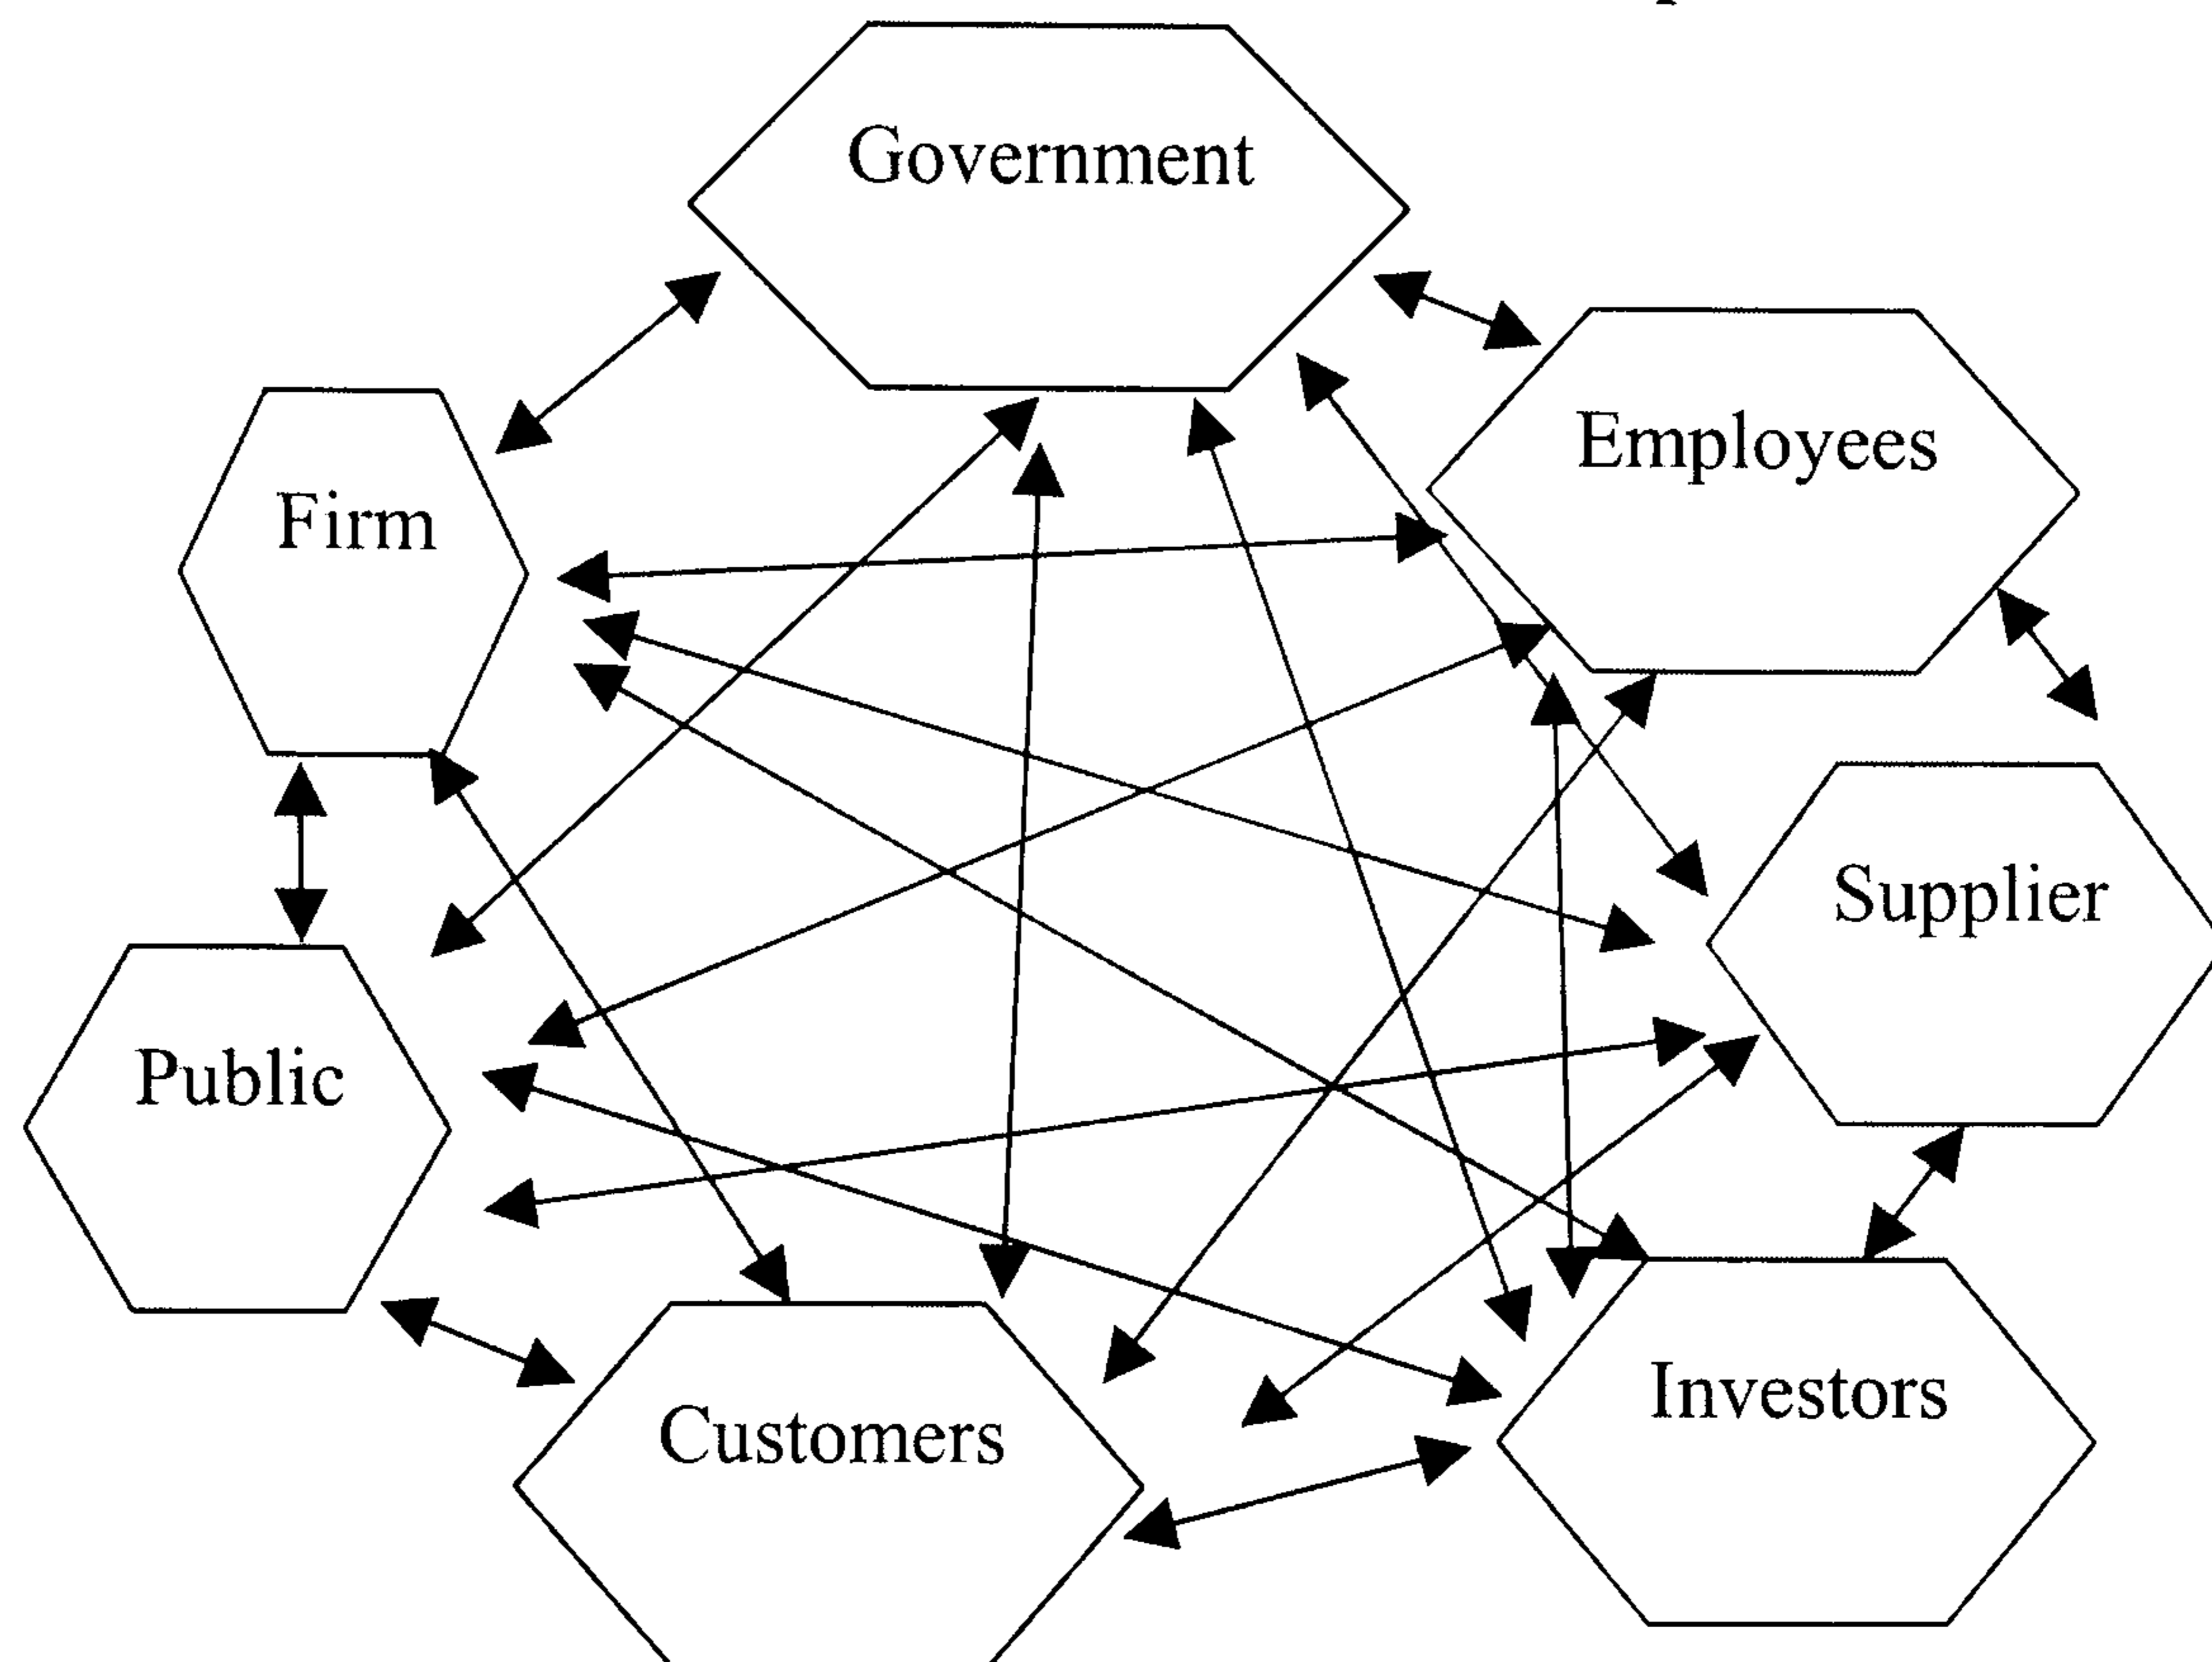 Government
Employees
Firm
Supplier
Public
Investors
Customers